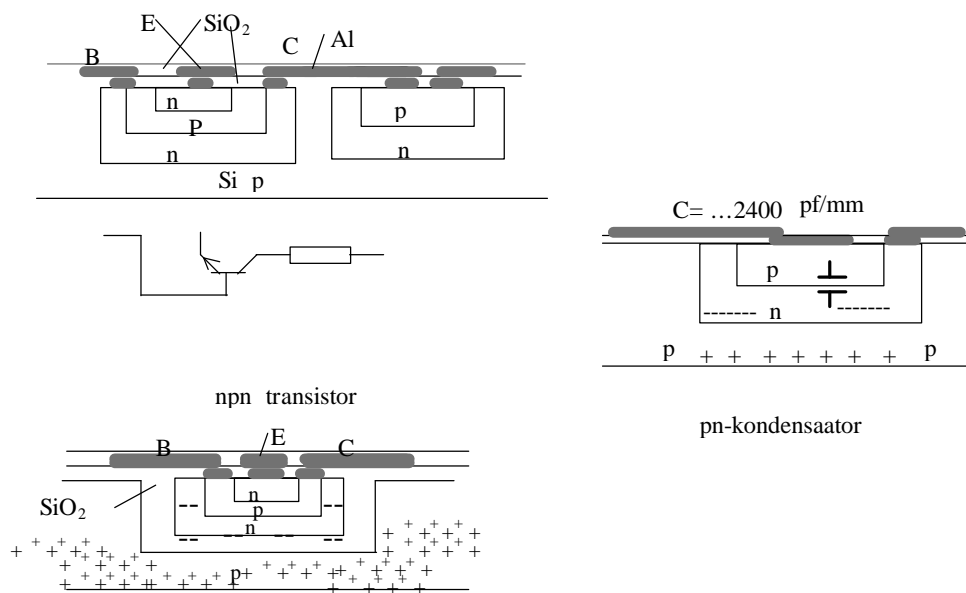 E SiO2
B C Al
n
P p
n n
Si p
C= …2400 pf/mm
p
n
p + + + + + + + p
npn transistor
pn-kondensaator
B E C
SiO2
n
p
n
p